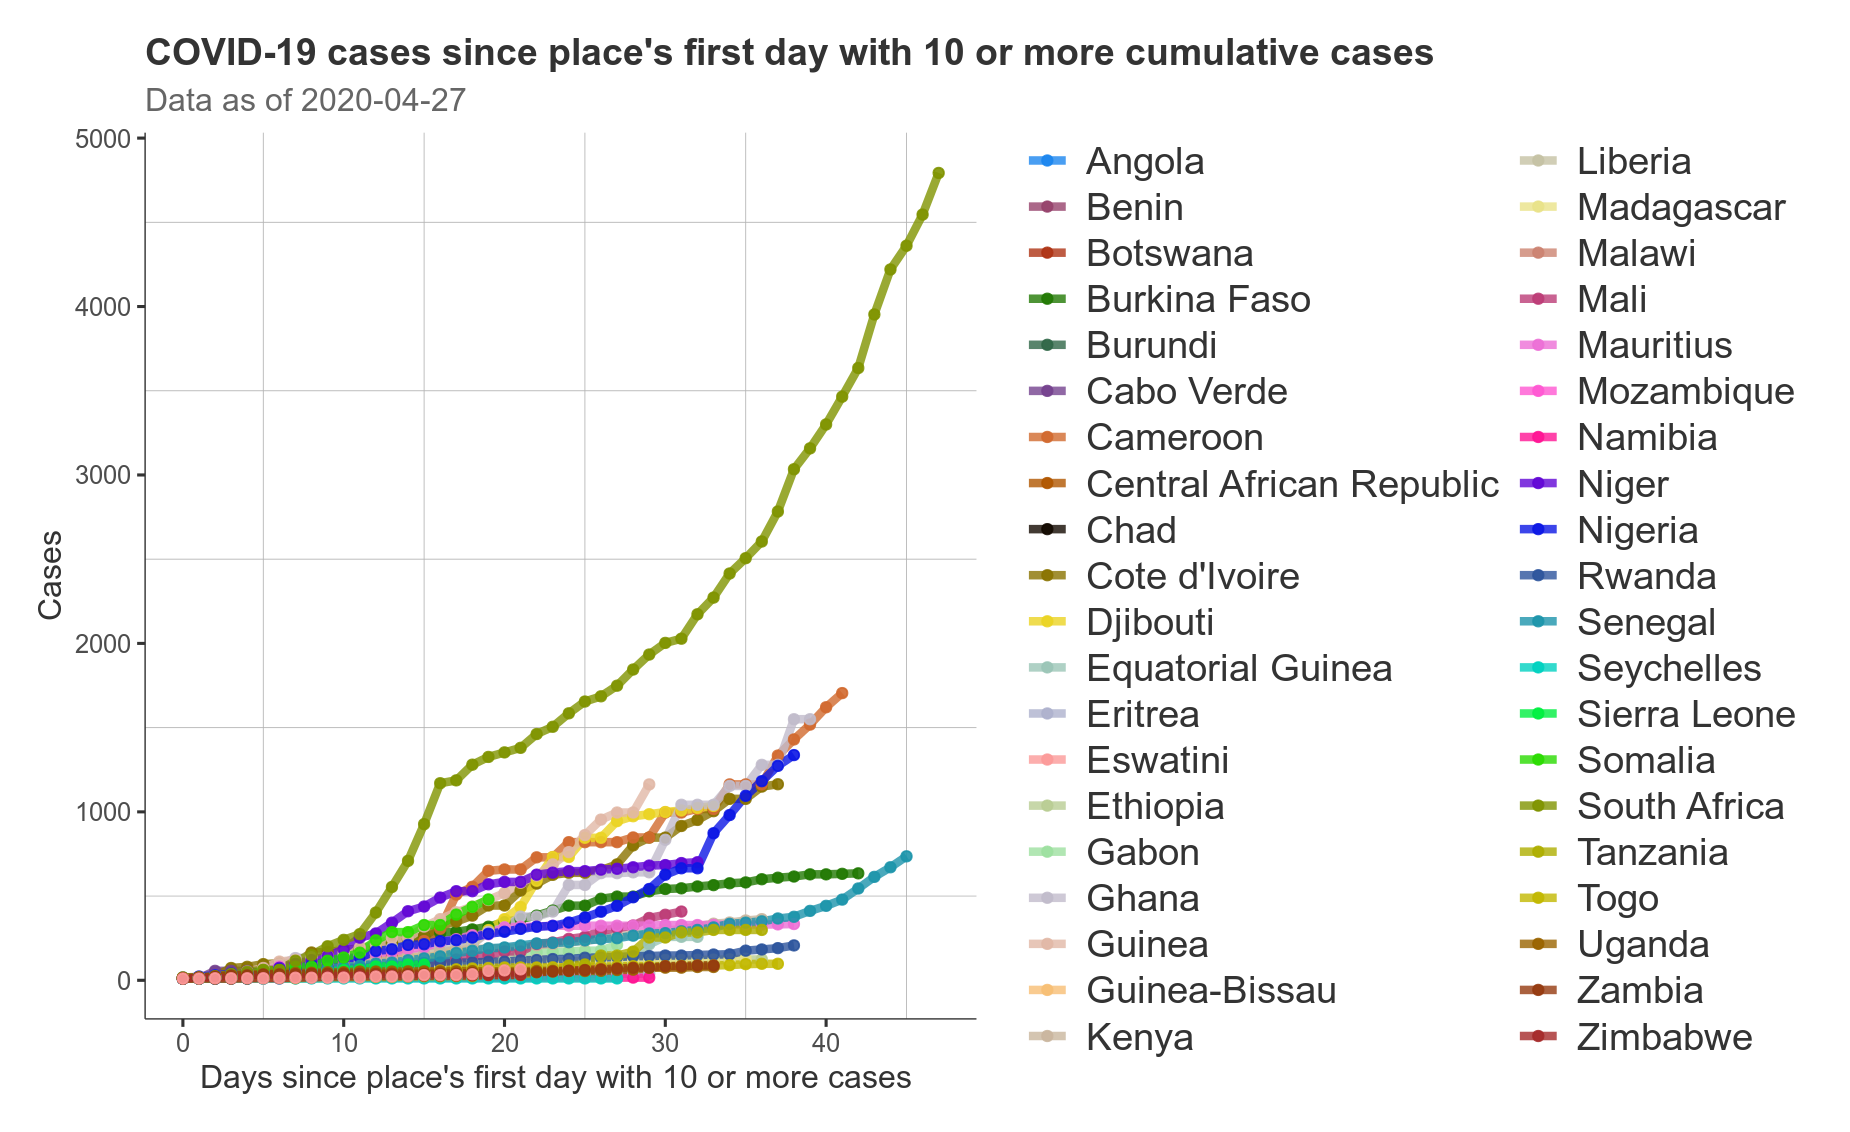 COVID-19 cases since place's first day with 10 or more cumulative cases
Data as of 2020-04-27
5000
4000
3000
2000
1000
0
Cases
0 10 20 30 40
Days since place's first day with 10 or more cases
Angola
Benin
Botswana
Burkina Faso
Burundi
Cabo Verde
Cameroon
Central African Republic
Chad
Cote d'Ivoire
Djibouti
Equatorial Guinea
Eritrea
Eswatini
Ethiopia
Gabon
Ghana
Guinea
Guinea-Bissau
Kenya
Liberia
Madagascar
Malawi
Mali
Mauritius
Mozambique
Namibia
Niger
Nigeria
Rwanda
Senegal
Seychelles
Sierra Leone
Somalia
South Africa
Tanzania
Togo
Uganda
Zambia
Zimbabwe